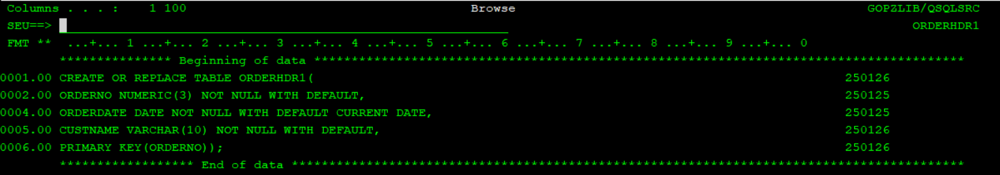 Columns . . . :    1 100                                        Browse                                               GOPZLIB/QSQLSRC
SEU==>                                                                                                                     ORDERHDR1
FMT **  ...+... 1 ...+... 2 ...+... 3 ...+... 4 ...+... 5 ...+... 6 ...+... 7 ...+... 8 ...+... 9 ...+... 0
*************** Beginning of data ***************************************************************************************
0001.00 CREATE OR REPLACE TABLE ORDERHDR1(                                                                       250126
0002.00 ORDERNO NUMERIC(3) NOT NULL WITH DEFAULT,                                                                250125
0004.00 ORDERDATE DATE NOT NULL WITH DEFAULT CURRENT DATE,                                                       250125
0005.00 CUSTNAME VARCHAR(10) NOT NULL WITH DEFAULT,                                                              250126
0006.00 PRIMARY KEY(ORDERNO));                                                                                   250126
****************** End of data ******************************************************************************************